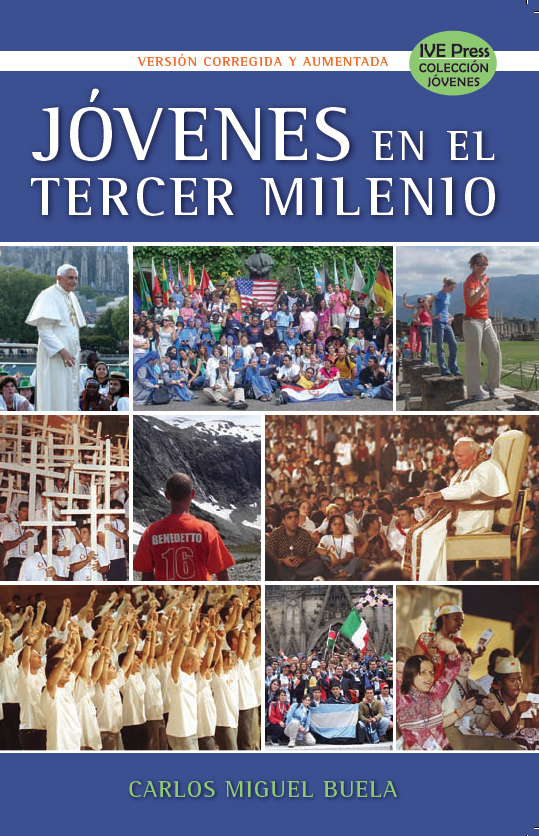 VERSIÓN CORREGIDA Y AUMENTADA
IVE Press
COLECCIÓN
JÓVENES
JÓVENES EN EL
TERCER MILENIO
BENEDETTO
16
CARLOS MIGUEL BUELA